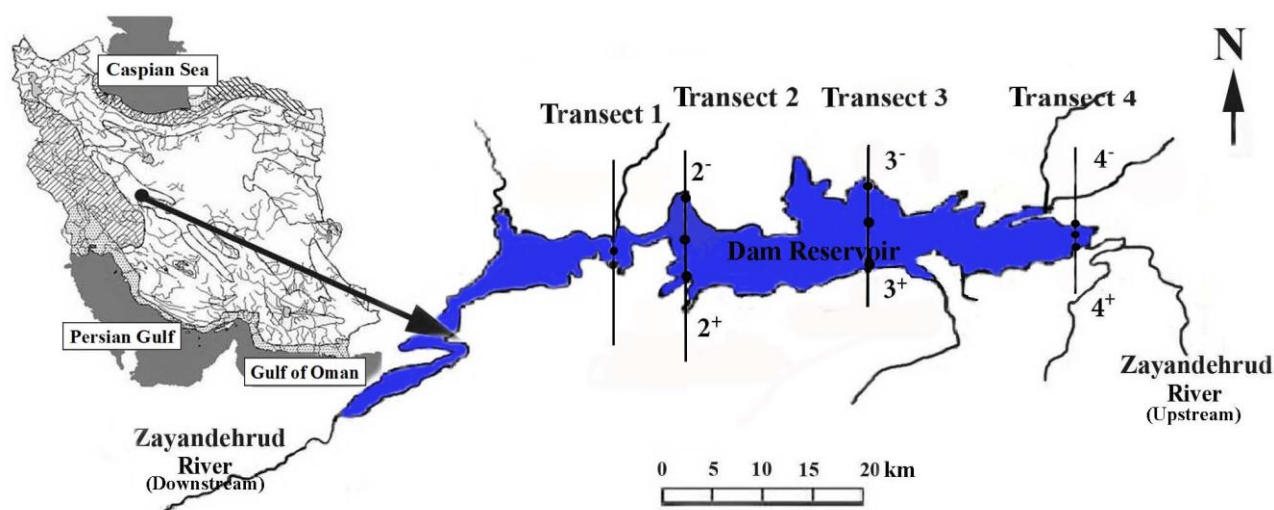 N
Caspian Sea
Persian Gulf
Gulf of Oman
Transect 1
Transect 2
Transect 3
Transect 4
2-
3-
4-
Dam Reservoir
2+
3+
4+
Zayandehrud
River
(Upstream)
Zayandehrud
River
(Downstream)
0 5 10 15 20 km